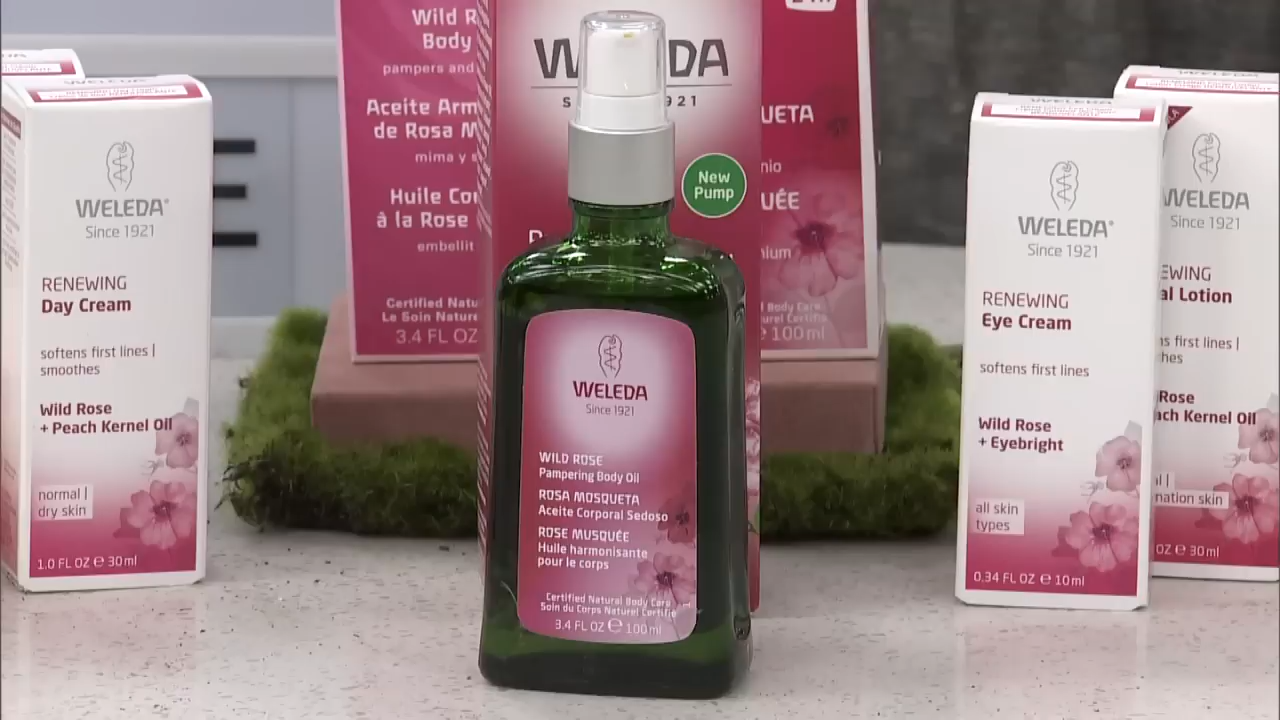 WELEDA
Since 1921
RENEWING
Day Cream
softens first lines |
smoothes
Wild Rose
+ Peach Kernel Oil
normal |
dry skin
1.0 FL OZ e 30 ml
Wild R
Body
pampers and
Aceite Arm
de Rosa M
mima y s
Huile Cor
à la Rose
embellit
Certified Natu
Le Soin Nature
3.4 FL OZ
W LEDA
S 1921
New
Pump
UETA
nio
UÉE
nium
l Body Care
urel Certifié
e 100 ml
WELEDA
Since 1921
WILD ROSE
Pampering Body Oil
ROSA MOSQUETA
Aceite Corporal Sedoso
ROSE MUSQUÉE
Huile harmonisante
pour le corps
Certified Natural Body Care
Soin du Corps Naturel Certifié
3.4 FL OZ e 100 ml
WELEDA®
Since 1921
RENEWING
Eye Cream
softens first lines
Wild Rose
+ Eyebright
all skin
types
0.34 FL OZ e 10 ml
WELEDA
Since 1921
EWING
al Lotion
s first lines |
hes
Rose
ach Kernel Oil
al |
nation skin
OZ e 30 ml